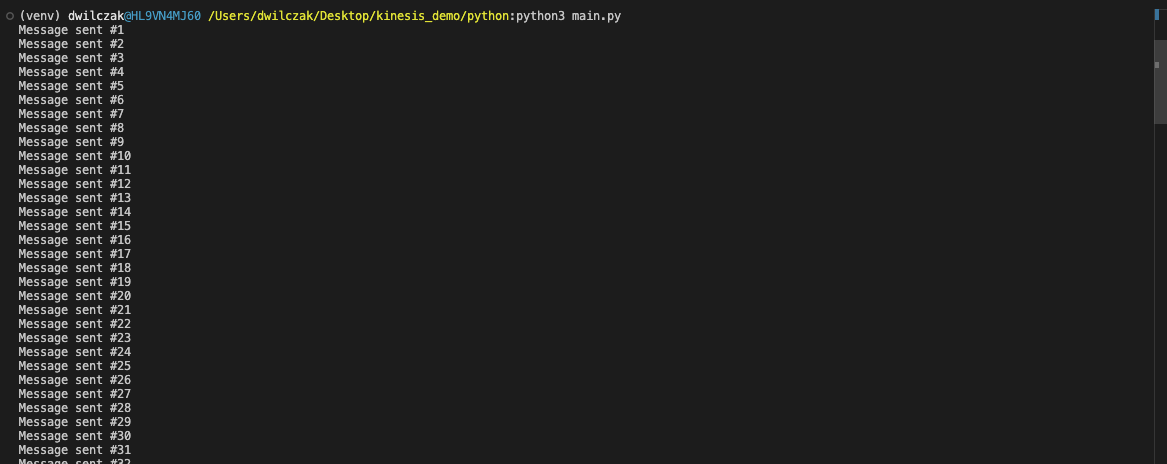 (venv) dwilczak@HL9VN4MJ60 /Users/dwilczak/Desktop/kinesis_demo/python:python3 main.py
Message sent #1
Message sent #2
Message sent #3
Message sent #4
Message sent #5
Message sent #6
Message sent #7
Message sent #8
Message sent #9
Message sent #10
Message sent #11
Message sent #12
Message sent #13
Message sent #14
Message sent #15
Message sent #16
Message sent #17
Message sent #18
Message sent #19
Message sent #20
Message sent #21
Message sent #22
Message sent #23
Message sent #24
Message sent #25
Message sent #26
Message sent #27
Message sent #28
Message sent #29
Message sent #30
Message sent #31
Message sent #32